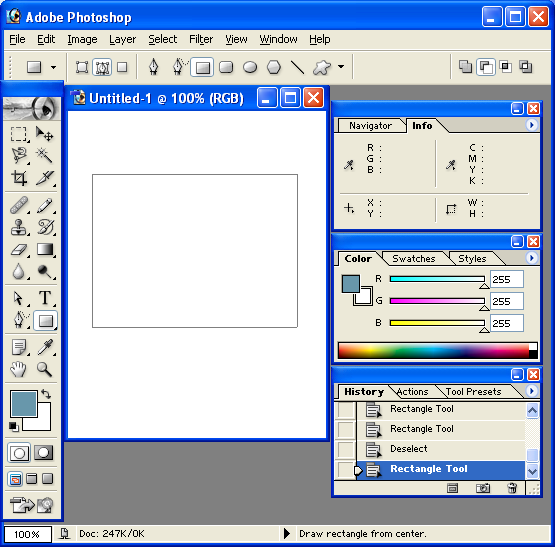 Adobe Photoshop
File Edit Image Layer Select Filter View Window Help
Untitled-1 @ 100% (RGB)
Navigator Info
R : C :
G : M :
B : Y :
K :
X : W :
Y : H :
Color Swatches Styles
R 255
G 255
B 255
History Actions Tool Presets
Rectangle Tool
Rectangle Tool
Deselect
Rectangle Tool
T
100% Doc: 247K/0K Draw rectangle from center.